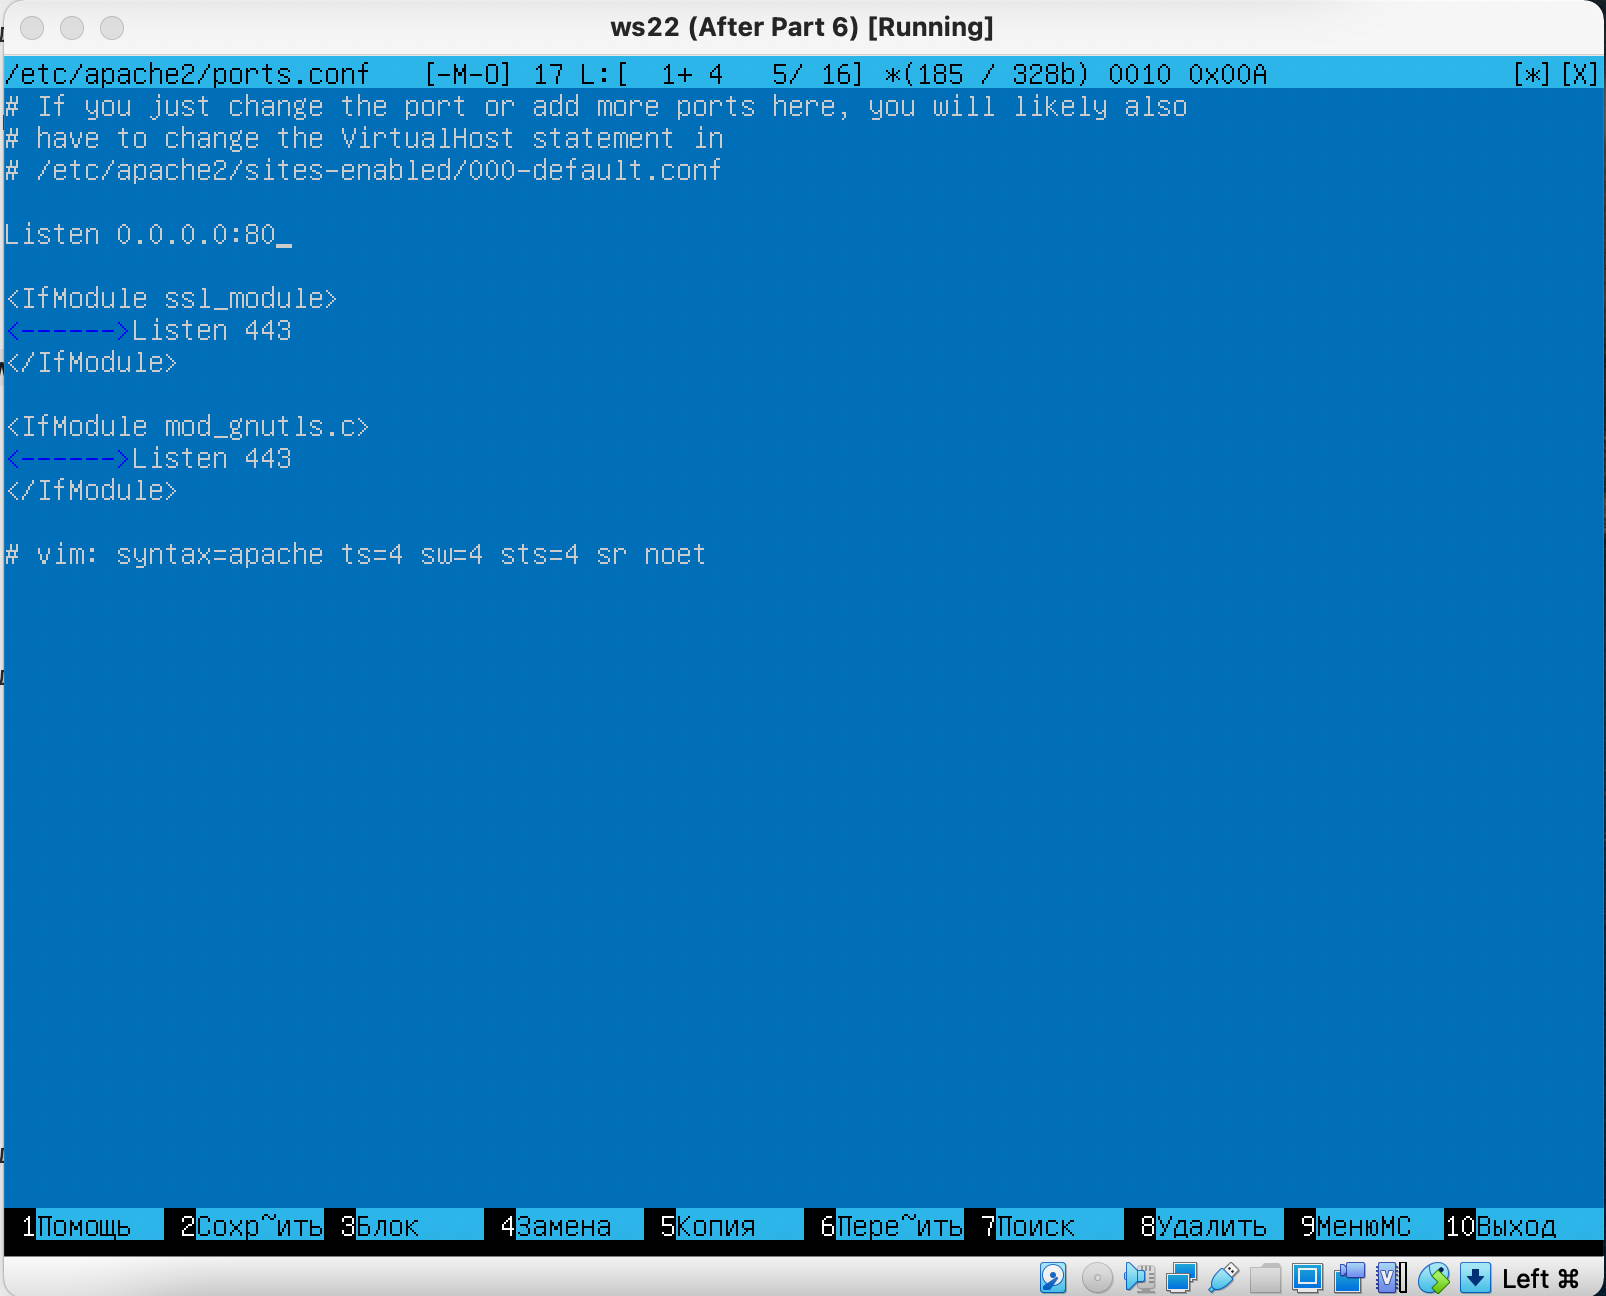 ws22 (After Part 6) [Running]
/etc/apache2/ports.conf [-M-O] 17 L:[ 1+ 4 5/ 16] *(185 / 328b) 0010 0x00A [*][X]
# If you just change the port or add more ports here, you will likely also
# have to change the VirtualHost statement in
# /etc/apache2/sites-enabled/000-default.conf
Listen 0.0.0.0:80_
<IfModule ssl_module>
<------>Listen 443
</IfModule>
<IfModule mod_gnutls.c>
<------>Listen 443
</IfModule>
# vim: syntax=apache ts=4 sw=4 sts=4 sr noet
1Помощь 2Сохр~ить 3Блок 4Замена 5Копия 6Пере~ить 7Поиск 8Удалить 9МенюМС 10Выход
Left ⌘